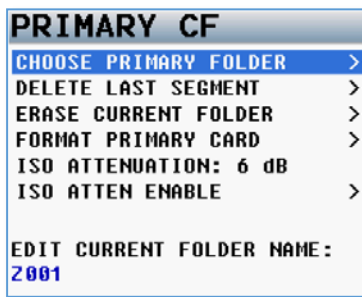 PRIMARY CF
CHOOSE PRIMARY FOLDER >
DELETE LAST SEGMENT >
ERASE CURRENT FOLDER >
FORMAT PRIMARY CARD >
ISO ATTENUATION: 6 dB
ISO ATTEN ENABLE >
EDIT CURRENT FOLDER NAME:
Z001